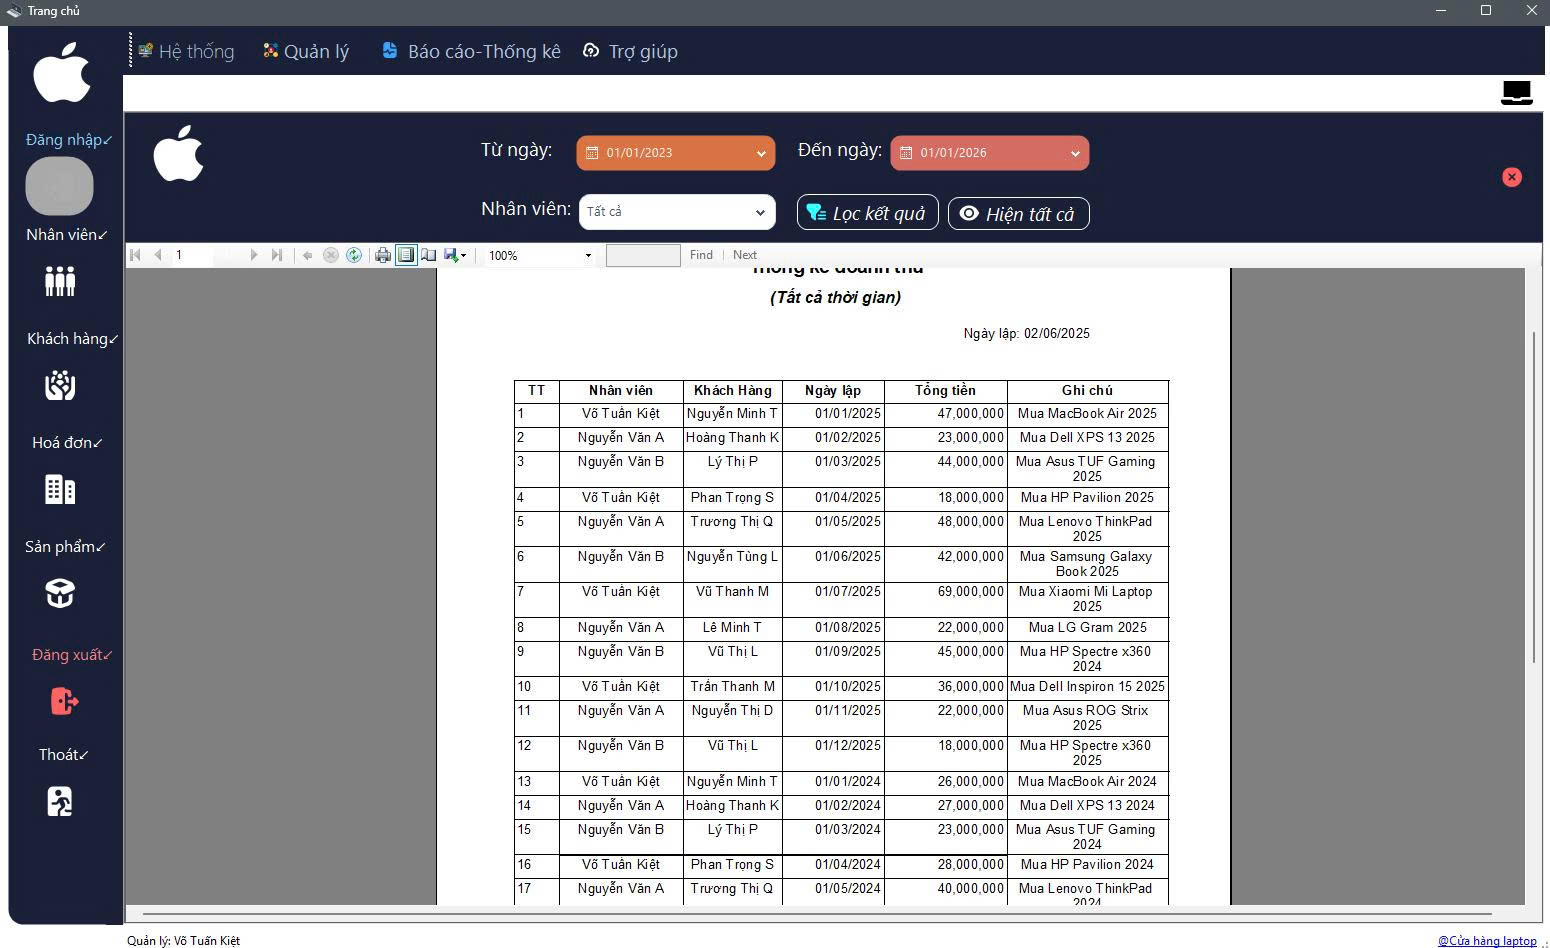 Trang chủ
Hệ thống Quản lý Báo cáo-Thống kê Trợ giúp
Đăng nhập
Nhân viên
Khách hàng
Hoá đơn
Sản phẩm
Đăng xuất
Thoát
Từ ngày: 01/01/2023 Đến ngày: 01/01/2026
Nhân viên: Tất cả Lọc kết quả Hiện tất cả
1 100% Find | Next
Thống kê doanh thu
(Tất cả thời gian)
Ngày lập: 02/06/2025
TT Nhân viên Khách Hàng Ngày lập Tổng tiền Ghi chú
1 Võ Tuấn Kiệt Nguyễn Minh T 01/01/2025 47,000,000 Mua MacBook Air 2025
2 Nguyễn Văn A Hoàng Thanh K 01/02/2025 23,000,000 Mua Dell XPS 13 2025
3 Nguyễn Văn B Lý Thị P 01/03/2025 44,000,000 Mua Asus TUF Gaming
2025
4 Võ Tuấn Kiệt Phan Trọng S 01/04/2025 18,000,000 Mua HP Pavilion 2025
5 Nguyễn Văn A Trương Thị Q 01/05/2025 48,000,000 Mua Lenovo ThinkPad
2025
6 Nguyễn Văn B Nguyễn Tùng L 01/06/2025 42,000,000 Mua Samsung Galaxy
Book 2025
7 Võ Tuấn Kiệt Vũ Thanh M 01/07/2025 69,000,000 Mua Xiaomi Mi Laptop
2025
8 Nguyễn Văn A Lê Minh T 01/08/2025 22,000,000 Mua LG Gram 2025
9 Nguyễn Văn B Vũ Thị L 01/09/2025 45,000,000 Mua HP Spectre x360
2024
10 Võ Tuấn Kiệt Trần Thanh M 01/10/2025 36,000,000 Mua Dell Inspiron 15 2025
11 Nguyễn Văn A Nguyễn Thị D 01/11/2025 22,000,000 Mua Asus ROG Strix
2025
12 Nguyễn Văn B Vũ Thị L 01/12/2025 18,000,000 Mua HP Spectre x360
2025
13 Võ Tuấn Kiệt Nguyễn Minh T 01/01/2024 26,000,000 Mua MacBook Air 2024
14 Nguyễn Văn A Hoàng Thanh K 01/02/2024 27,000,000 Mua Dell XPS 13 2024
15 Nguyễn Văn B Lý Thị P 01/03/2024 23,000,000 Mua Asus TUF Gaming
2024
16 Võ Tuấn Kiệt Phan Trọng S 01/04/2024 28,000,000 Mua HP Pavilion 2024
17 Nguyễn Văn A Trương Thị Q 01/05/2024 40,000,000 Mua Lenovo ThinkPad
2024
Quản lý: Võ Tuấn Kiệt @Cửa hàng laptop